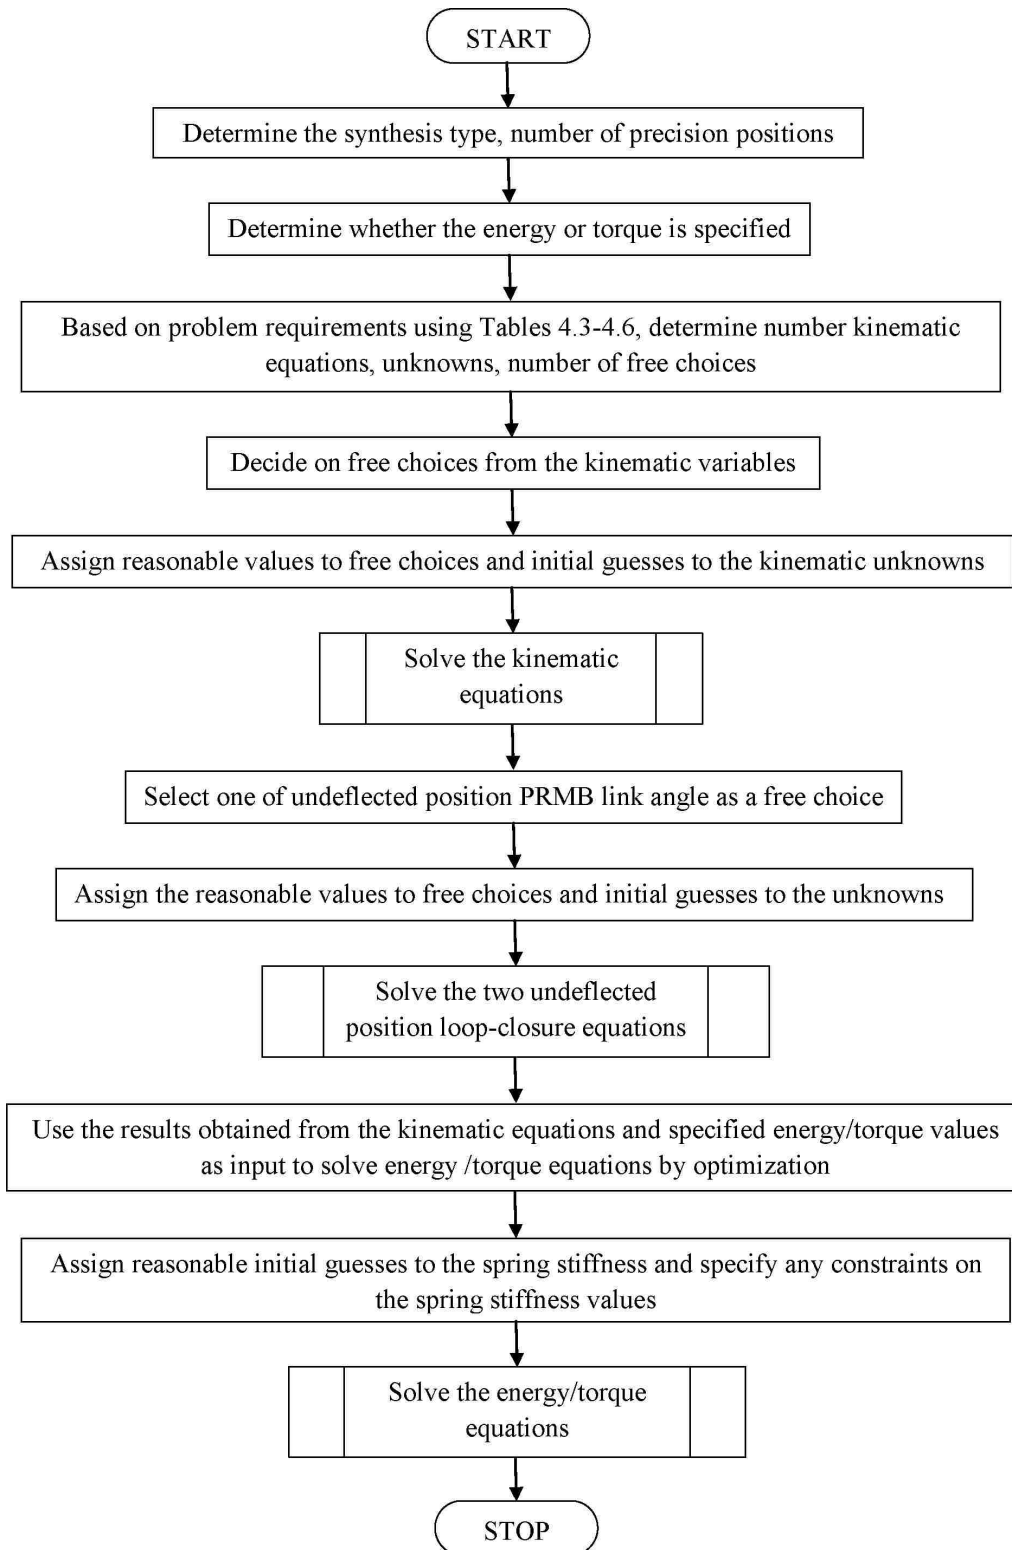 START
Determine the synthesis type, number of precision positions
Determine whether the energy or torque is specified
Based on problem requirements using Tables 4.3-4.6, determine number kinematic
equations, unknowns, number of free choices
Decide on free choices from the kinematic variables
Assign reasonable values to free choices and initial guesses to the kinematic unknowns
Solve the kinematic
equations
Select one of undeflected position PRMB link angle as a free choice
Assign the reasonable values to free choices and initial guesses to the unknowns
Solve the two undeflected
position loop-closure equations
Use the results obtained from the kinematic equations and specified energy/torque values
as input to solve energy /torque equations by optimization
Assign reasonable initial guesses to the spring stiffness and specify any constraints on
the spring stiffness values
Solve the energy/torque
equations
STOP